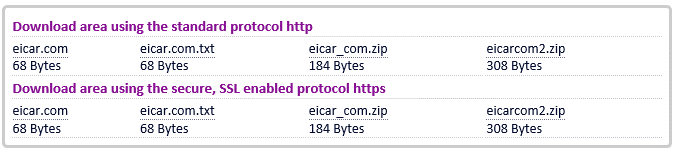 Download area using the standard protocol http
eicar.com eicar.com.txt eicar_com.zip eicarcom2.zip
68 Bytes 68 Bytes 184 Bytes 308 Bytes
Download area using the secure, SSL enabled protocol https
eicar.com eicar.com.txt eicar_com.zip eicarcom2.zip
68 Bytes 68 Bytes 184 Bytes 308 Bytes